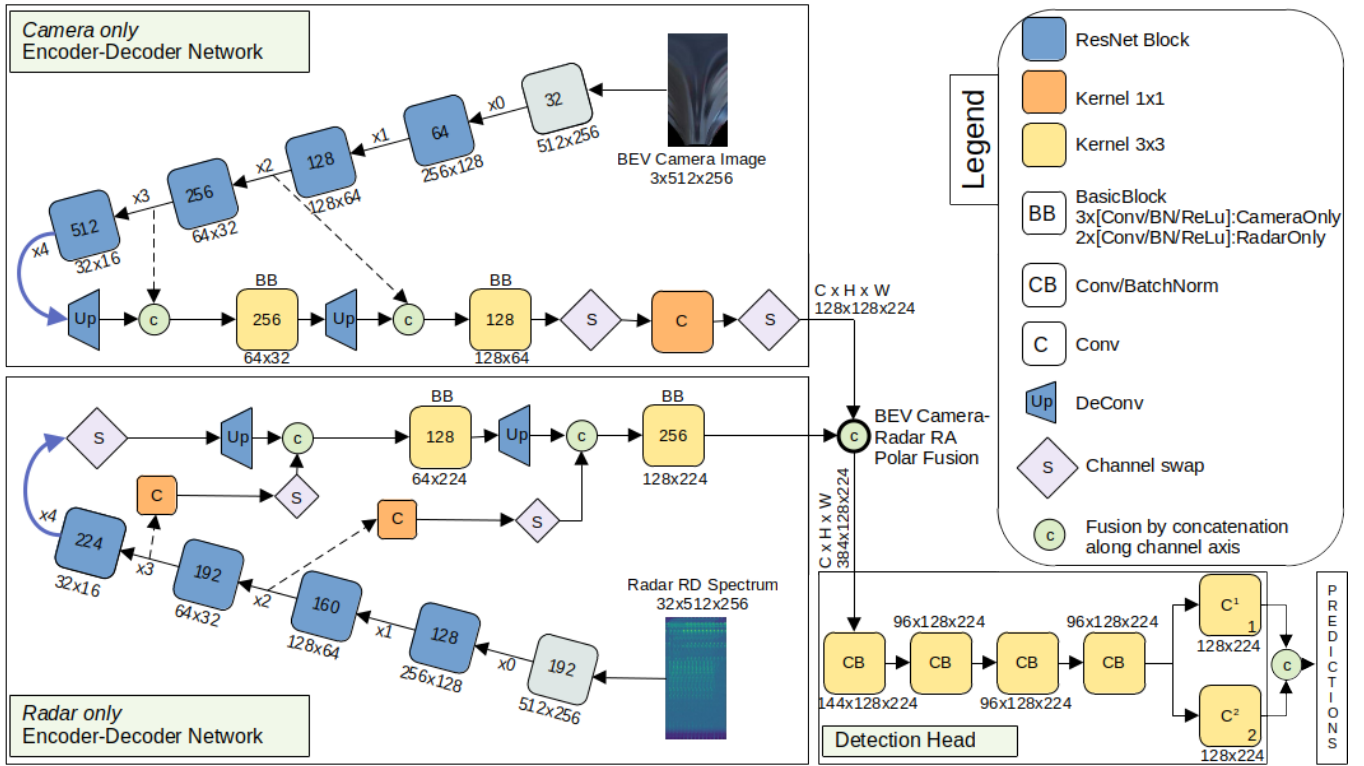 Camera only
Encoder-Decoder Network
BEV Camera Image
3x512x256
32
512x256
x0
64
256x128
x1
128
128x64
x2
256
64x32
x3
512
32x16
x4
Up
c
BB
256
64x32
Up
c
BB
128
128x64
S
C
S
C x H x W
128x128x224
S
Up
c
BB
128
64x224
Up
c
BB
256
128x224
c
BEV Camera-
Radar RA
Polar Fusion
C
S
C
S
x4
224
32x16
x3
192
64x32
x2
160
128x64
x1
128
256x128
x0
192
512x256
Radar RD Spectrum
32x512x256
Radar only
Encoder-Decoder Network
C x H x W
384x128x224
CB
144x128x224
96x128x224
CB
CB
96x128x224
96x128x224
CB
C¹
1
128x224
C²
2
128x224
c
PREDICTIONS
Detection Head
Legend
ResNet Block
Kernel 1x1
Kernel 3x3
BB
BasicBlock
3x[Conv/BN/ReLu]:CameraOnly
2x[Conv/BN/ReLu]:RadarOnly
CB
Conv/BatchNorm
C
Conv
Up
DeConv
S
Channel swap
c
Fusion by concatenation
along channel axis